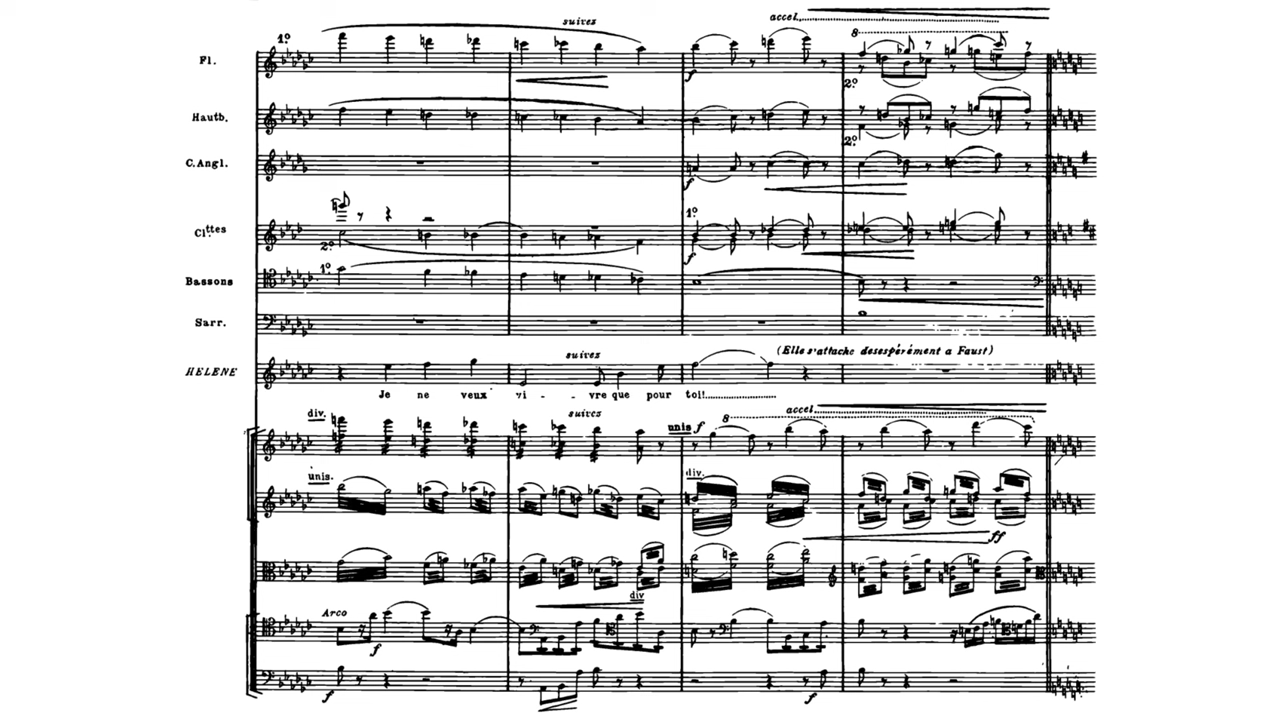 suives
accel.
8
1º
Fl.
f
2º
Hautb.
2º
C.Angl.
f
1º
Cl.ttes
2º
f
1º
Bassons
Sarr.
(Elle s'attache desespérément a Faust)
suives
HELENE
Je ne veux vi - - vre que pour toi!
suives
accel.
div.
unis f
8
unis.
div.
ff
div
Arco
f
f
f